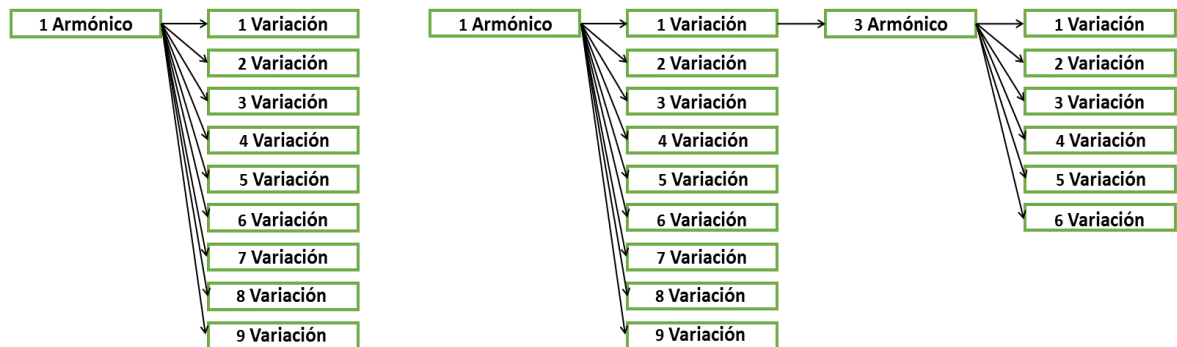 1 Armónico
1 Variación
2 Variación
3 Variación
4 Variación
5 Variación
6 Variación
7 Variación
8 Variación
9 Variación
1 Armónico
1 Variación
2 Variación
3 Variación
4 Variación
5 Variación
6 Variación
7 Variación
8 Variación
9 Variación
3 Armónico
1 Variación
2 Variación
3 Variación
4 Variación
5 Variación
6 Variación